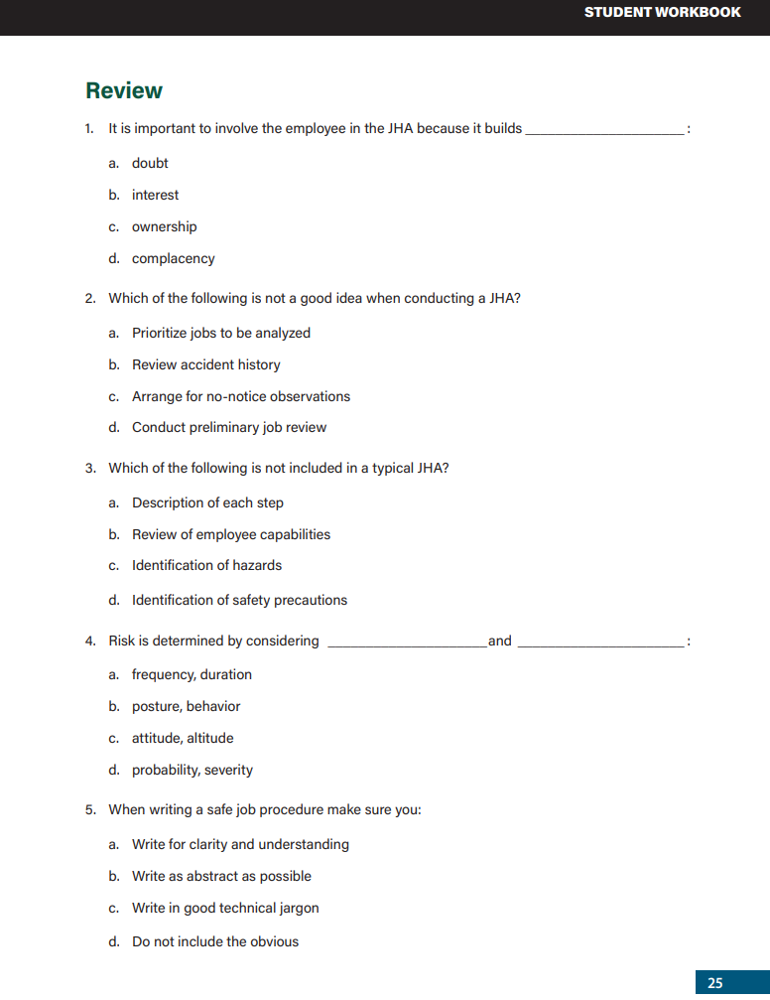 STUDENT WORKBOOK
Review
1. It is important to involve the employee in the JHA because it builds ______________________ :
a. doubt
b. interest
c. ownership
d. complacency
2. Which of the following is not a good idea when conducting a JHA?
a. Prioritize jobs to be analyzed
b. Review accident history
c. Arrange for no-notice observations
d. Conduct preliminary job review
3. Which of the following is not included in a typical JHA?
a. Description of each step
b. Review of employee capabilities
c. Identification of hazards
d. Identification of safety precautions
4. Risk is determined by considering ______________________and _______________________ :
a. frequency, duration
b. posture, behavior
c. attitude, altitude
d. probability, severity
5. When writing a safe job procedure make sure you:
a. Write for clarity and understanding
b. Write as abstract as possible
c. Write in good technical jargon
d. Do not include the obvious
25